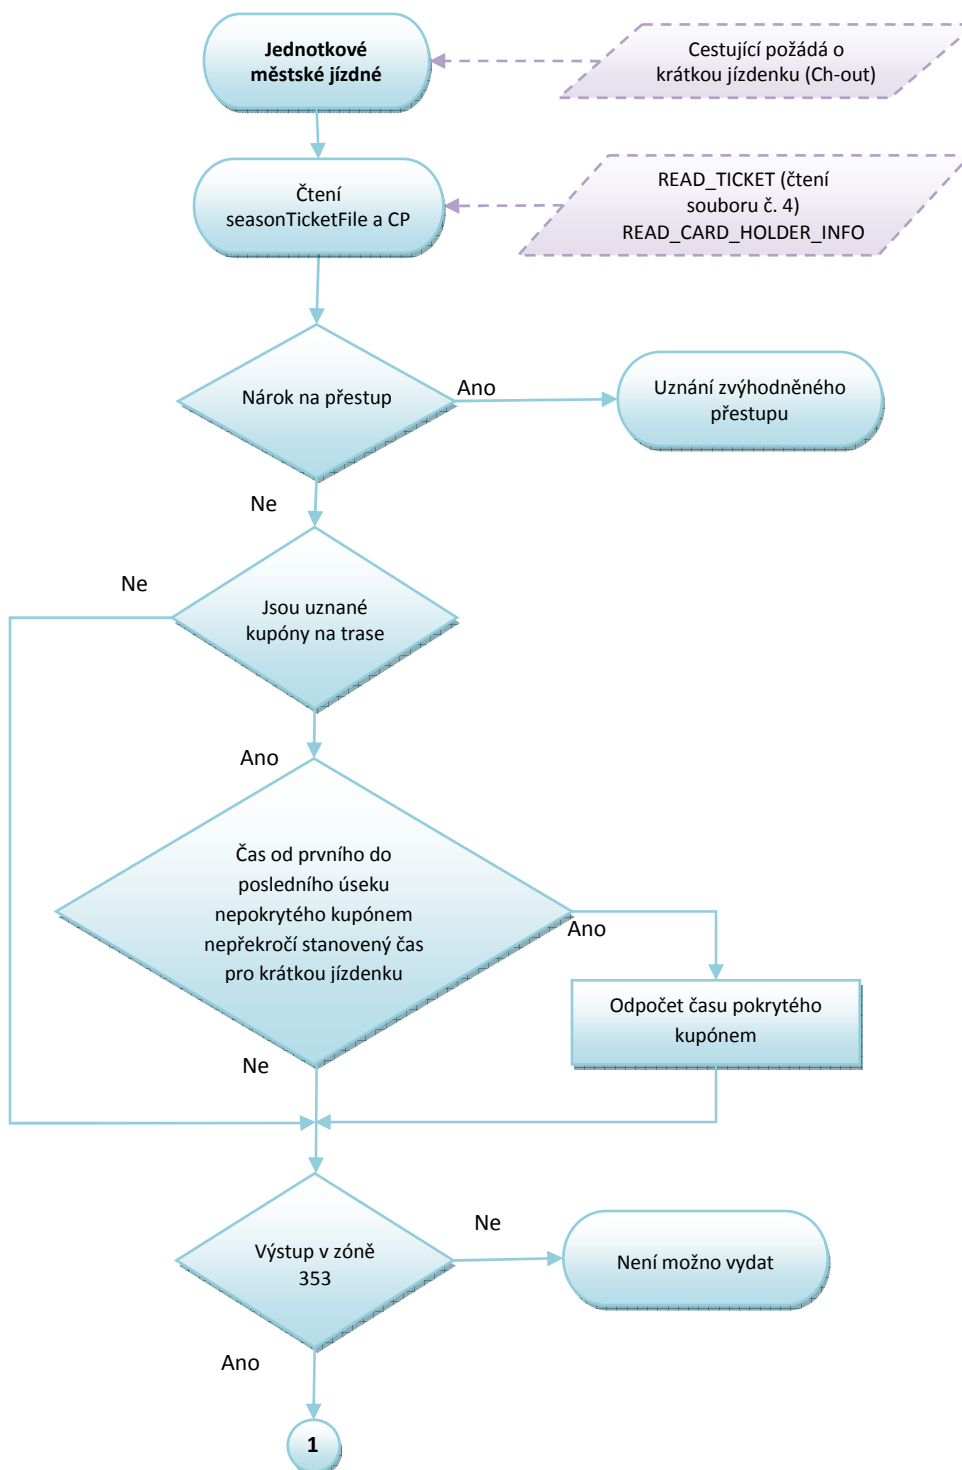 Jednotkové
městské jízdné
Cestující požádá o
krátkou jízdenku (Ch-out)
Čtení
seasonTicketFile a CP
READ_TICKET (čtení
souboru č. 4)
READ_CARD_HOLDER_INFO
Nárok na přestup
Ano
Uznání zvýhodněného
přestupu
Ne
Ne
Jsou uznané
kupóny na trase
Ano
Čas od prvního do
posledního úseku
nepokrytého kupónem
nepřekročí stanovený čas
pro krátkou jízdenku
Ano
Odpočet času pokrytého
kupónem
Ne
Výstup v zóně
353
Ne
Není možno vydat
Ano
1